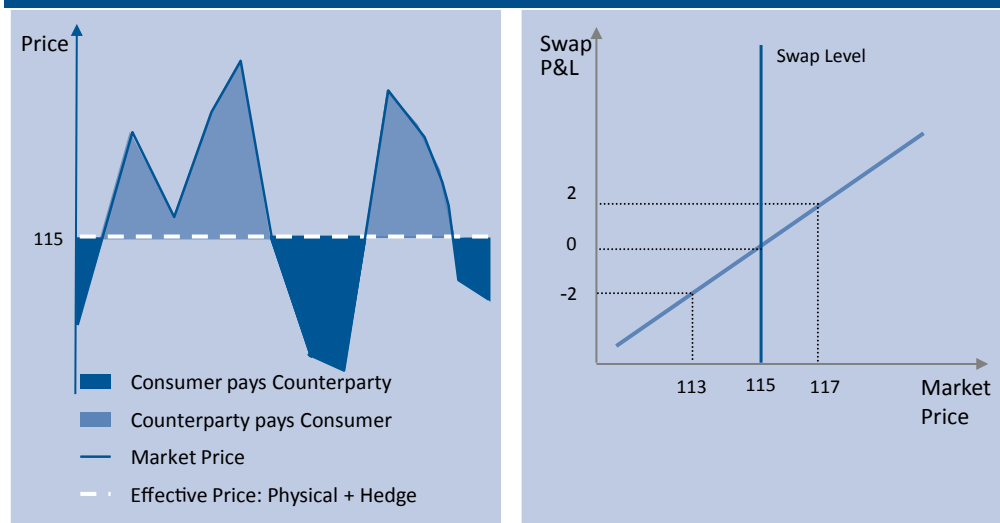 Price
115
Consumer pays Counterparty
Counterparty pays Consumer
Market Price
Effective Price: Physical + Hedge
Swap
P&L
Swap Level
2
0
-2
113
115
117
Market
Price